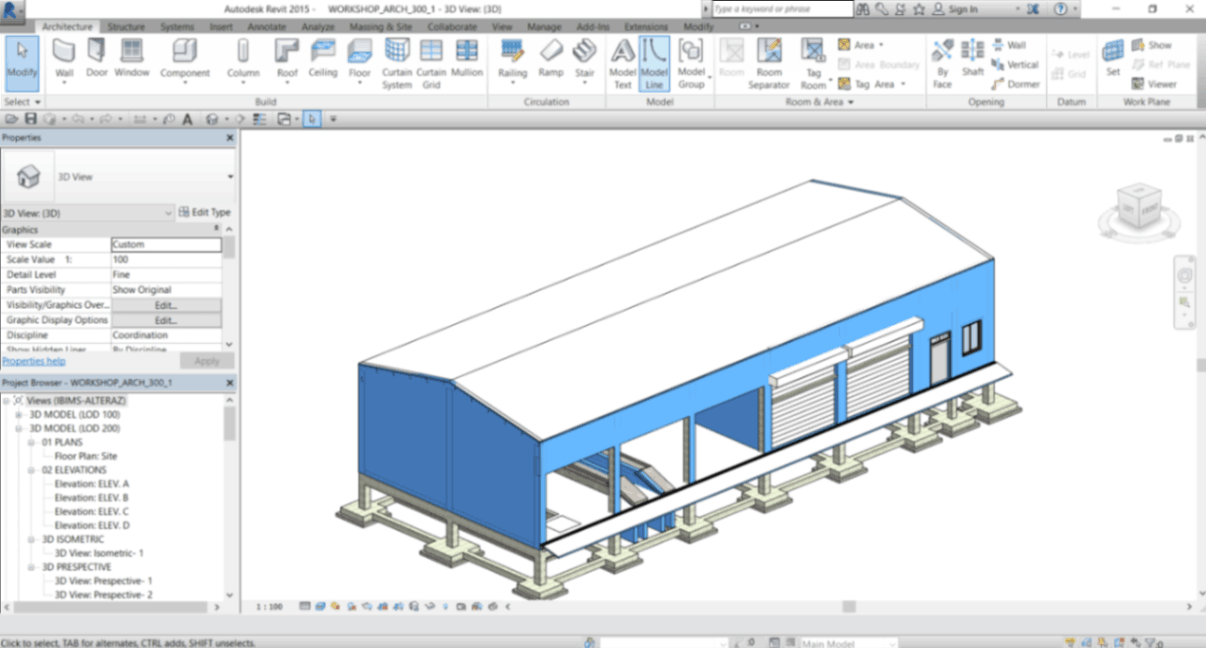 Autodesk Revit 2015 - WORKSHOP_ARCH_300_1 - 3D View: {3D}
Type a keyword or phrase
Sign In
Architecture Structure Systems Insert Annotate Analyze Massing & Site Collaborate View Manage Add-Ins Extensions Modify
Modify Wall Door Window Component Column Roof Ceiling Floor Curtain System Curtain Grid Mullion Railing Ramp Stair Model Text Model Line Model Group Room Room Separator Tag Room
Area
Area Boundary
Tag Area
By Face Shaft
Wall
Vertical
Dormer
Level
Grid
Set
Show
Ref Plane
Viewer
Select Build Circulation Model Room & Area Opening Datum Work Plane
Properties
3D View
3D View: {3D} Edit Type
Graphics
View Scale Custom
Scale Value 1: 100
Detail Level Fine
Parts Visibility Show Original
Visibility/Graphics Over... Edit...
Graphic Display Options Edit...
Discipline Coordination
Show Hidden Lines By Discipline
Properties help Apply
Project Browser - WORKSHOP_ARCH_300_1
Views (IBIMS-ALTERAZ)
3D MODEL (LOD 100)
3D MODEL (LOD 200)
01 PLANS
Floor Plan: Site
02 ELEVATIONS
Elevation: ELEV. A
Elevation: ELEV. B
Elevation: ELEV. C
Elevation: ELEV. D
3D ISOMETRIC
3D View: Isometric- 1
3D PRESPECTIVE
3D View: Prespective- 1
3D View: Prespective- 2
1 : 100
Click to select, TAB for alternates, CTRL adds, SHIFT unselects.
:0
Main Model
:0